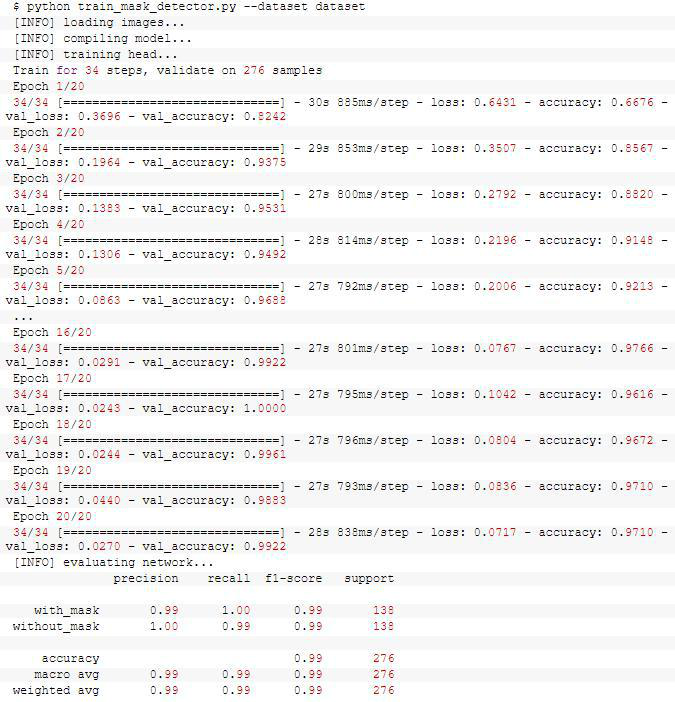 $ python train_mask_detector.py --dataset dataset
[INFO] loading images...
[INFO] compiling model...
[INFO] training head...
Train for 34 steps, validate on 276 samples
Epoch 1/20
34/34 [==============================] - 30s 885ms/step - loss: 0.6431 - accuracy: 0.6676 -
val_loss: 0.3696 - val_accuracy: 0.8242
Epoch 2/20
34/34 [==============================] - 29s 853ms/step - loss: 0.3507 - accuracy: 0.8567 -
val_loss: 0.1964 - val_accuracy: 0.9375
Epoch 3/20
34/34 [==============================] - 27s 800ms/step - loss: 0.2792 - accuracy: 0.8820 -
val_loss: 0.1383 - val_accuracy: 0.9531
Epoch 4/20
34/34 [==============================] - 28s 814ms/step - loss: 0.2196 - accuracy: 0.9148 -
val_loss: 0.1306 - val_accuracy: 0.9492
Epoch 5/20
34/34 [==============================] - 27s 792ms/step - loss: 0.2006 - accuracy: 0.9213 -
val_loss: 0.0863 - val_accuracy: 0.9688
...
Epoch 16/20
34/34 [==============================] - 27s 801ms/step - loss: 0.0767 - accuracy: 0.9766 -
val_loss: 0.0291 - val_accuracy: 0.9922
Epoch 17/20
34/34 [==============================] - 27s 795ms/step - loss: 0.1042 - accuracy: 0.9616 -
val_loss: 0.0243 - val_accuracy: 1.0000
Epoch 18/20
34/34 [==============================] - 27s 796ms/step - loss: 0.0804 - accuracy: 0.9672 -
val_loss: 0.0244 - val_accuracy: 0.9961
Epoch 19/20
34/34 [==============================] - 27s 793ms/step - loss: 0.0836 - accuracy: 0.9710 -
val_loss: 0.0440 - val_accuracy: 0.9883
Epoch 20/20
34/34 [==============================] - 28s 838ms/step - loss: 0.0717 - accuracy: 0.9710 -
val_loss: 0.0270 - val_accuracy: 0.9922
[INFO] evaluating network...
precision recall f1-score support
with_mask 0.99 1.00 0.99 138
without_mask 1.00 0.99 0.99 138
accuracy 0.99 276
macro avg 0.99 0.99 0.99 276
weighted avg 0.99 0.99 0.99 276